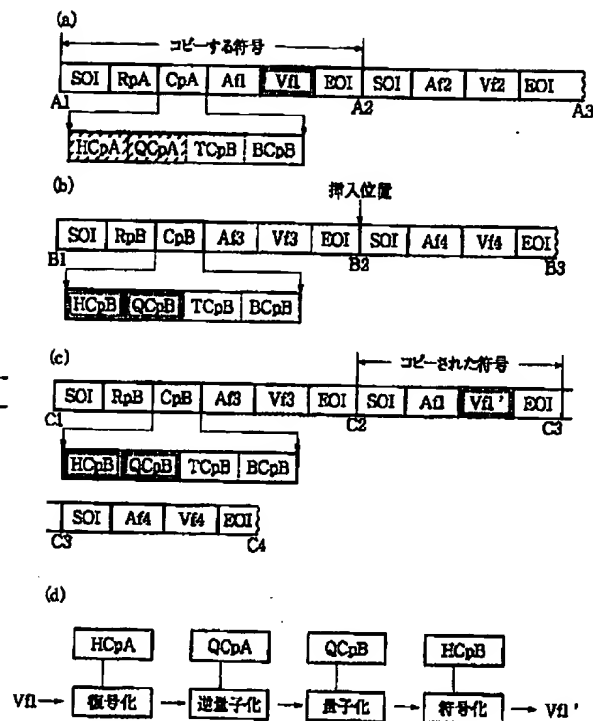 (a)
コピーする符号
SOI RpA CpA Af1 Vf1 EOI SOI Af2 Vf2 EOI
A1 A2 A3
HCpA QCpA TCpB BCpB
(b)
挿入位置
SOI RpB CpB Af3 Vf3 EOI SOI Af4 Vf4 EOI
B1 B2 B3
HCpB QCpB TCpB BCpB
(c)
コピーされた符号
SOI RpB CpB Af3 Vf3 EOI SOI Af1 Vf1' EOI
C1 C2 C3
HCpB QCpB TCpB BCpB
SOI Af4 Vf4 EOI
C3 C4
(d)
HCpA QCpA QCpB HCpB
Vf1 復号化 逆量子化 量子化 符号化 Vf1'